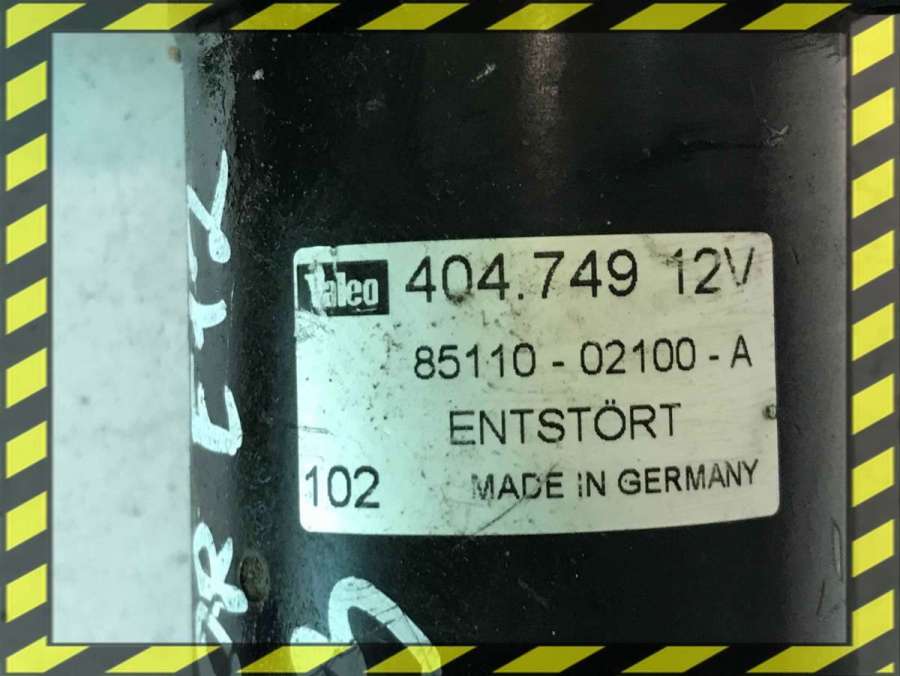 Valeo 404.749 12V
85110 - 02100 - A
ENTSTÖRT
102 MADE IN GERMANY